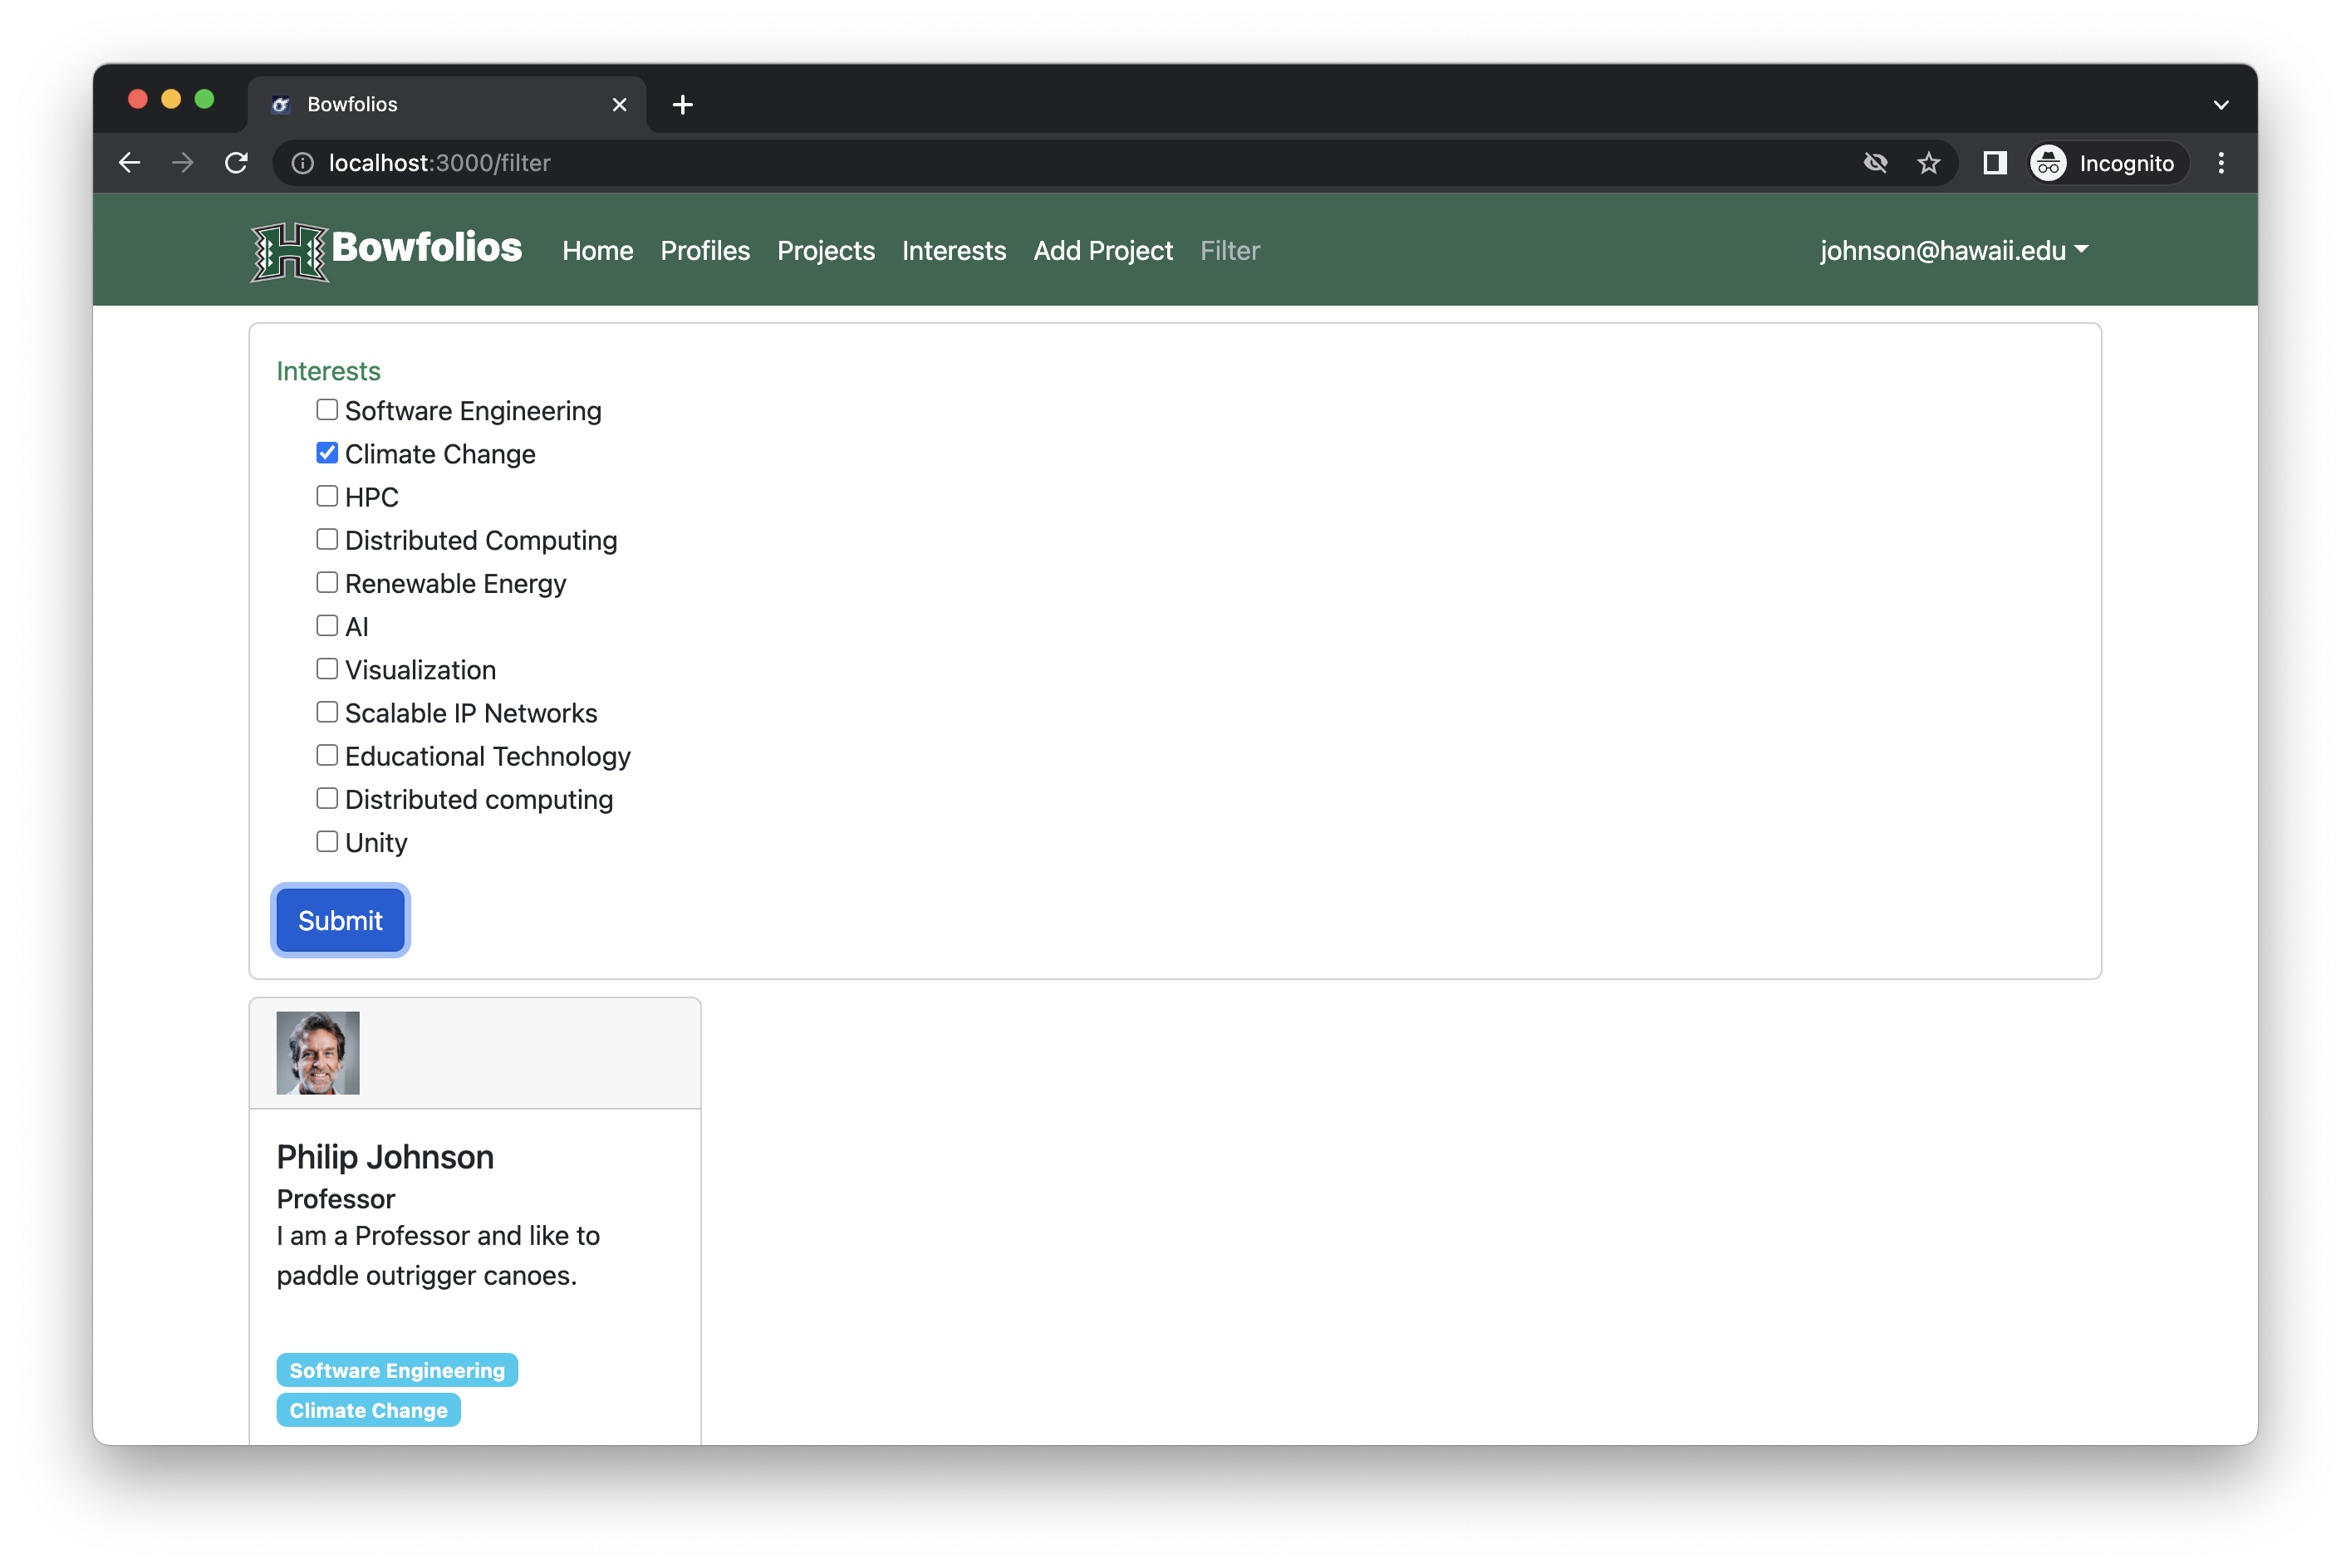 Bowfolios
localhost:3000/filter
Incognito
H Bowfolios Home Profiles Projects Interests Add Project Filter johnson@hawaii.edu
Interests
Software Engineering
Climate Change
HPC
Distributed Computing
Renewable Energy
AI
Visualization
Scalable IP Networks
Educational Technology
Distributed computing
Unity
Submit
Philip Johnson
Professor
I am a Professor and like to
paddle outrigger canoes.
Software Engineering
Climate Change